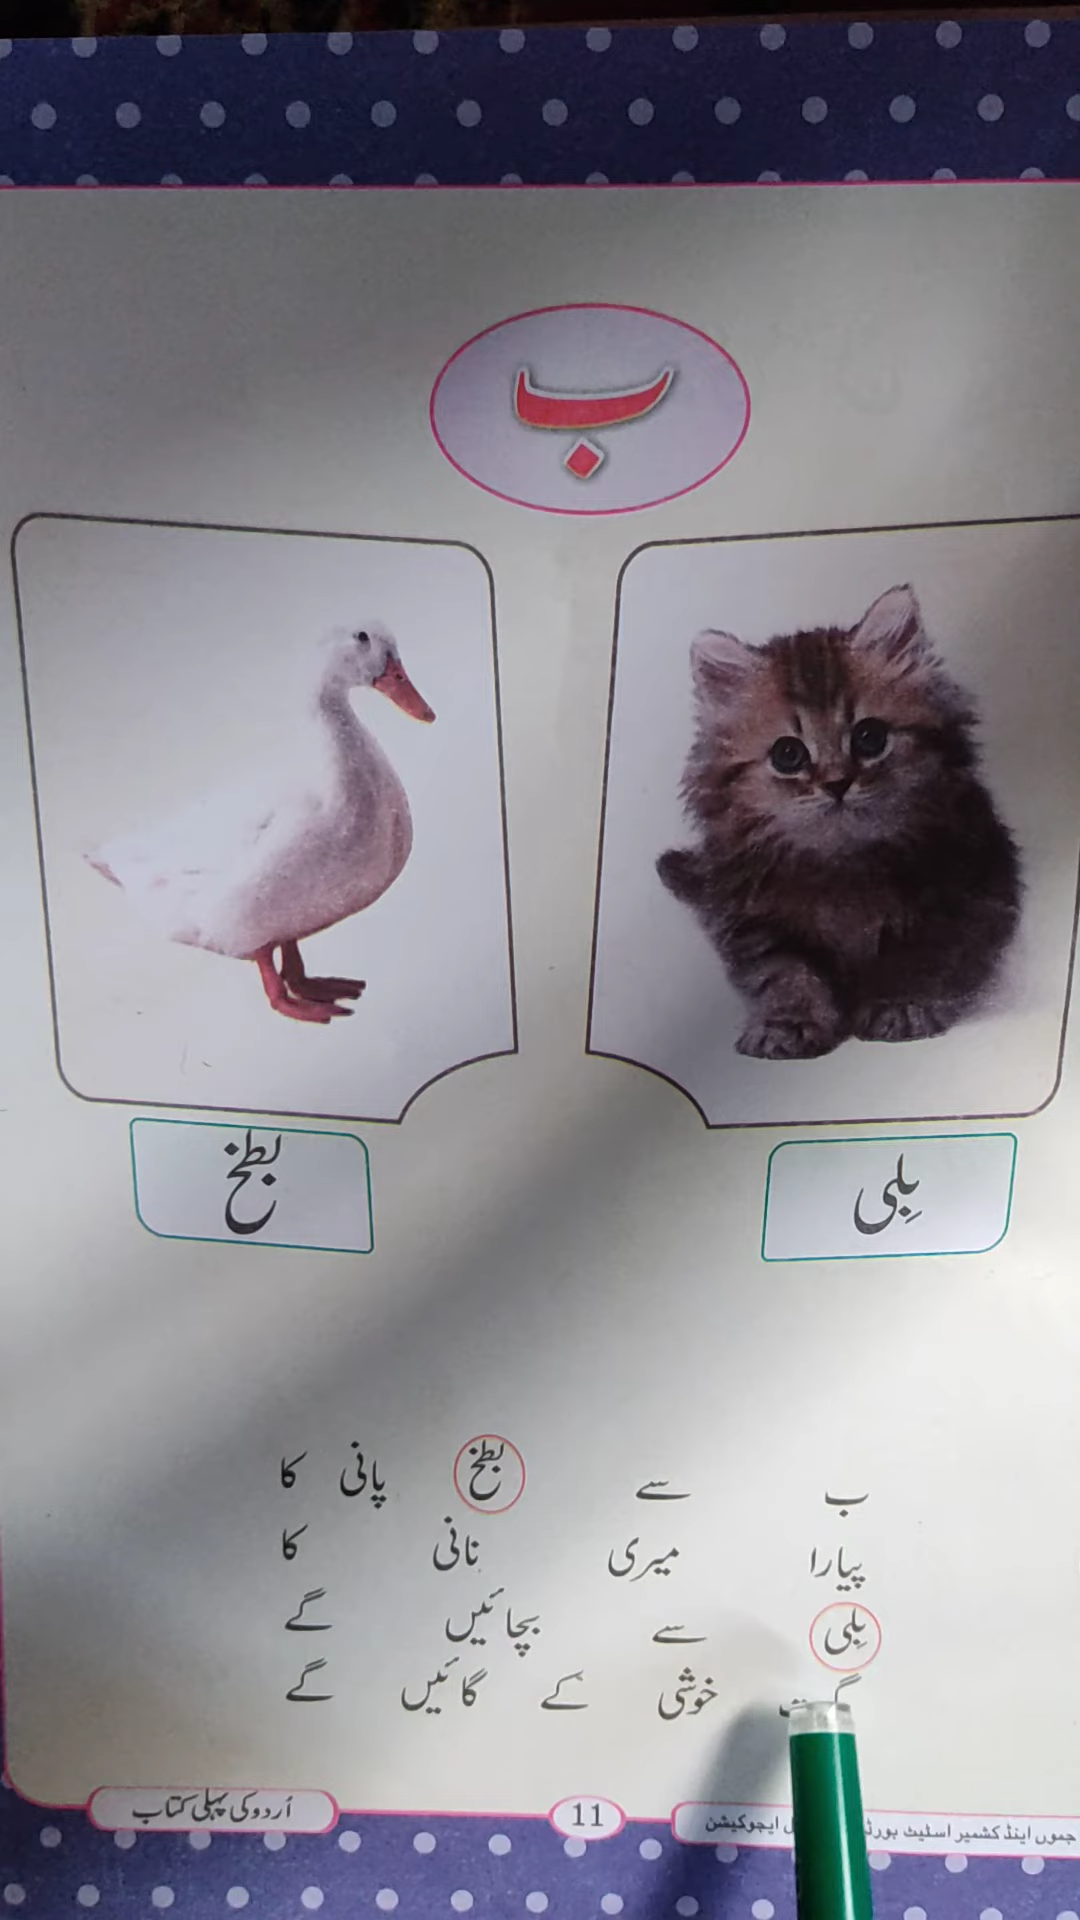 ب
بطخ
بِلی
ب سے بطخ پانی کا
پیارا میری نانی کا
بِلی سے بچائیں گے
خوشی کے گائیں گے
اُردو کی پہلی کتاب
11
جموں اینڈ کشمیر اسٹیٹ بورڈ ایجوکیشن